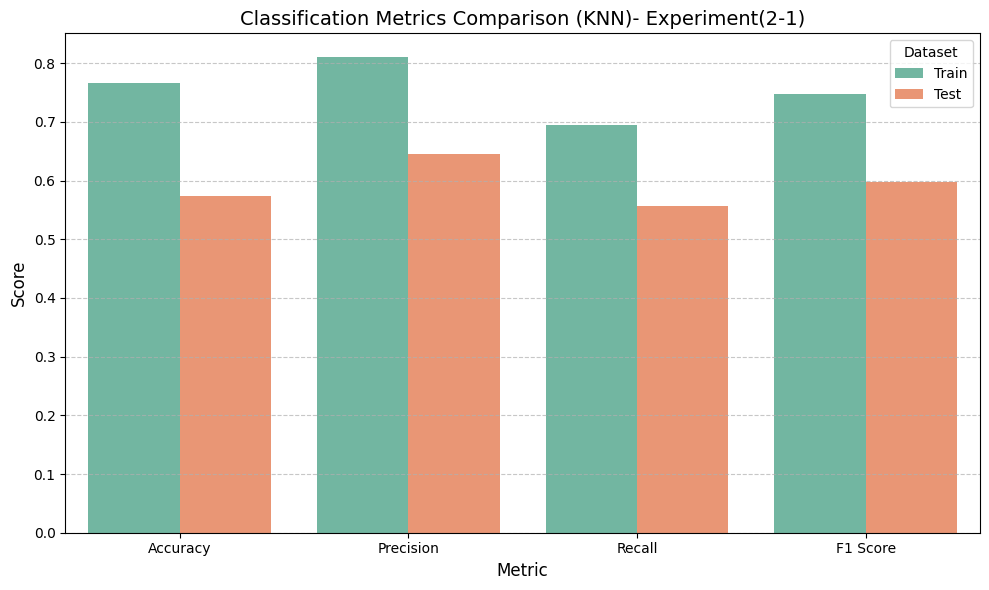 Classification Metrics Comparison (KNN)- Experiment(2-1)
Dataset
Train
Test
Score
0.8
0.7
0.6
0.5
0.4
0.3
0.2
0.1
0.0
Accuracy Precision Recall F1 Score
Metric